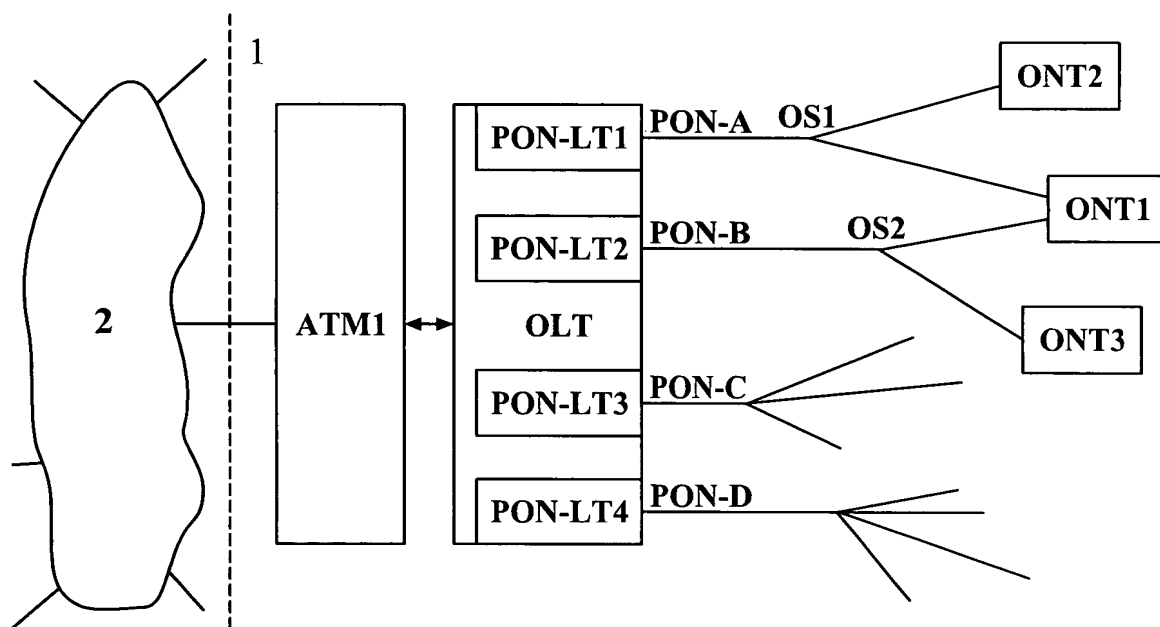 1
ONT2
PON-LT1
PON-A
OS1
ONT1
PON-LT2
PON-B
OS2
2
ATM1
OLT
ONT3
PON-LT3
PON-C
PON-LT4
PON-D